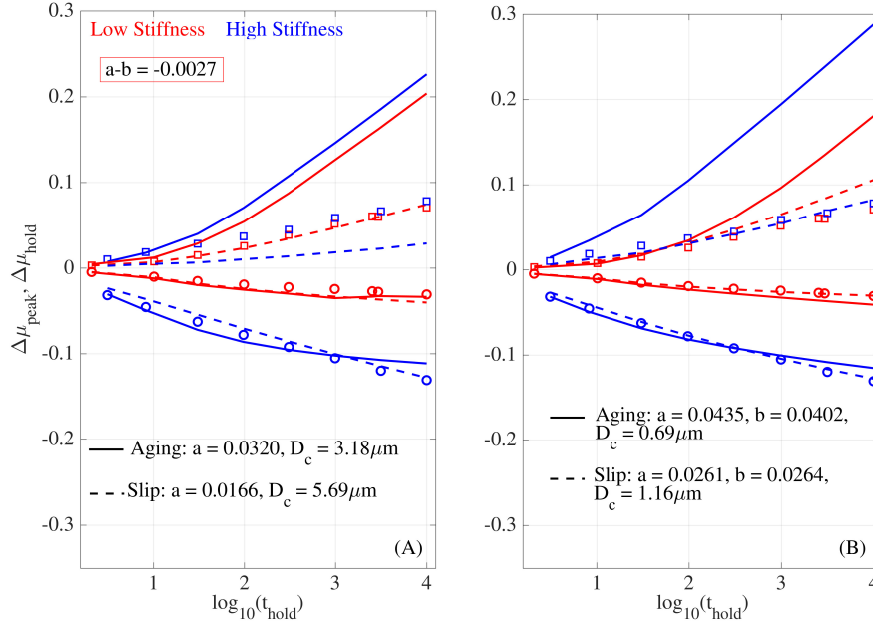 Low Stiffness High Stiffness
a-b = -0.0027
Δμpeak, Δμhold
0.3
0.2
0.1
0
-0.1
-0.2
-0.3
Aging: a = 0.0320, Dc = 3.18μm
Slip: a = 0.0166, Dc = 5.69μm
(A)
1 2 3 4
log10(thold)
0.3
0.2
0.1
0
-0.1
-0.2
-0.3
Aging: a = 0.0435, b = 0.0402,
Dc = 0.69μm
Slip: a = 0.0261, b = 0.0264,
Dc = 1.16μm
(B)
1 2 3 4
log10(thold)